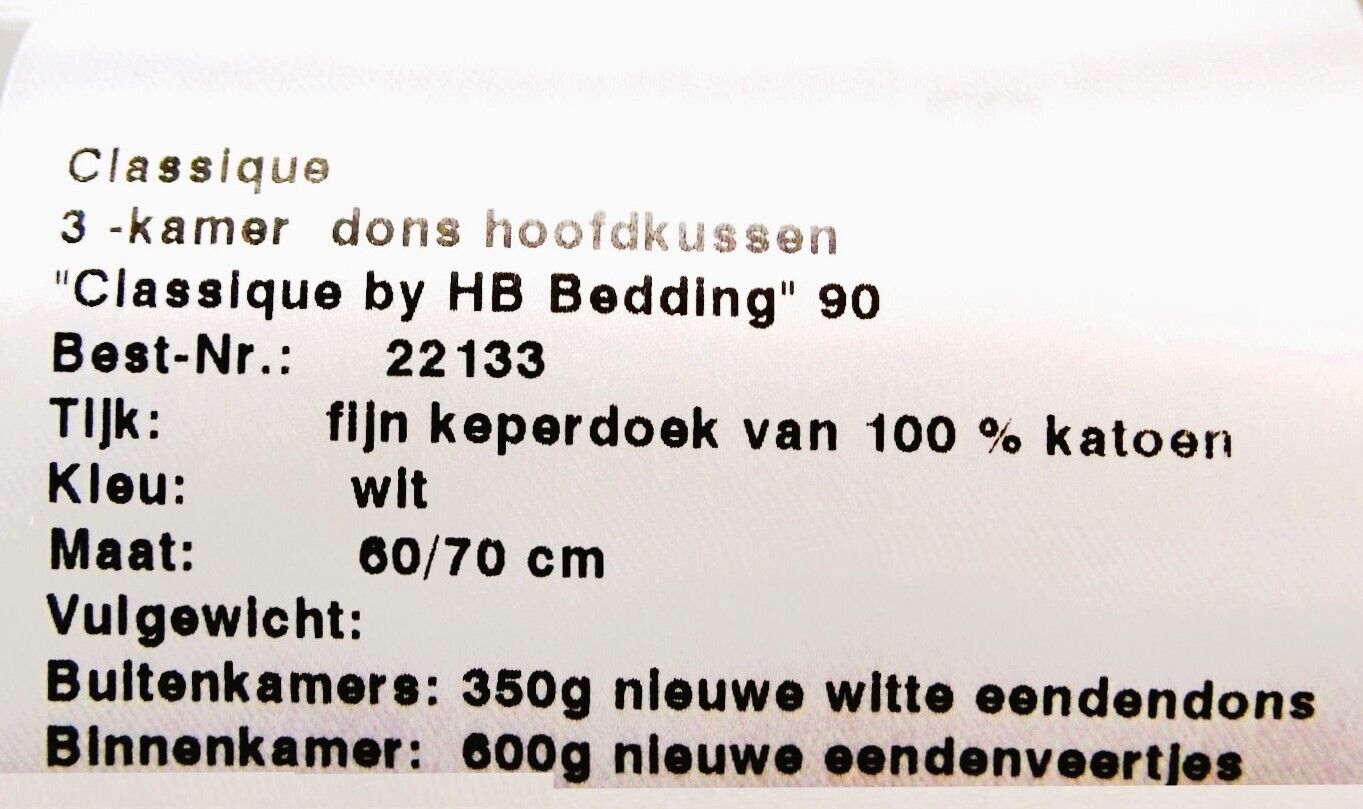 Classique
3 -kamer dons hoofdkussen
"Classique by HB Bedding" 90
Best-Nr.: 22133
Tijk: fijn keperdoek van 100 % katoen
Kleu: wit
Maat: 60/70 cm
Vulgewicht:
Buitenkamers: 350g nieuwe witte eendendons
Binnenkamer: 600g nieuwe eendenveertjes